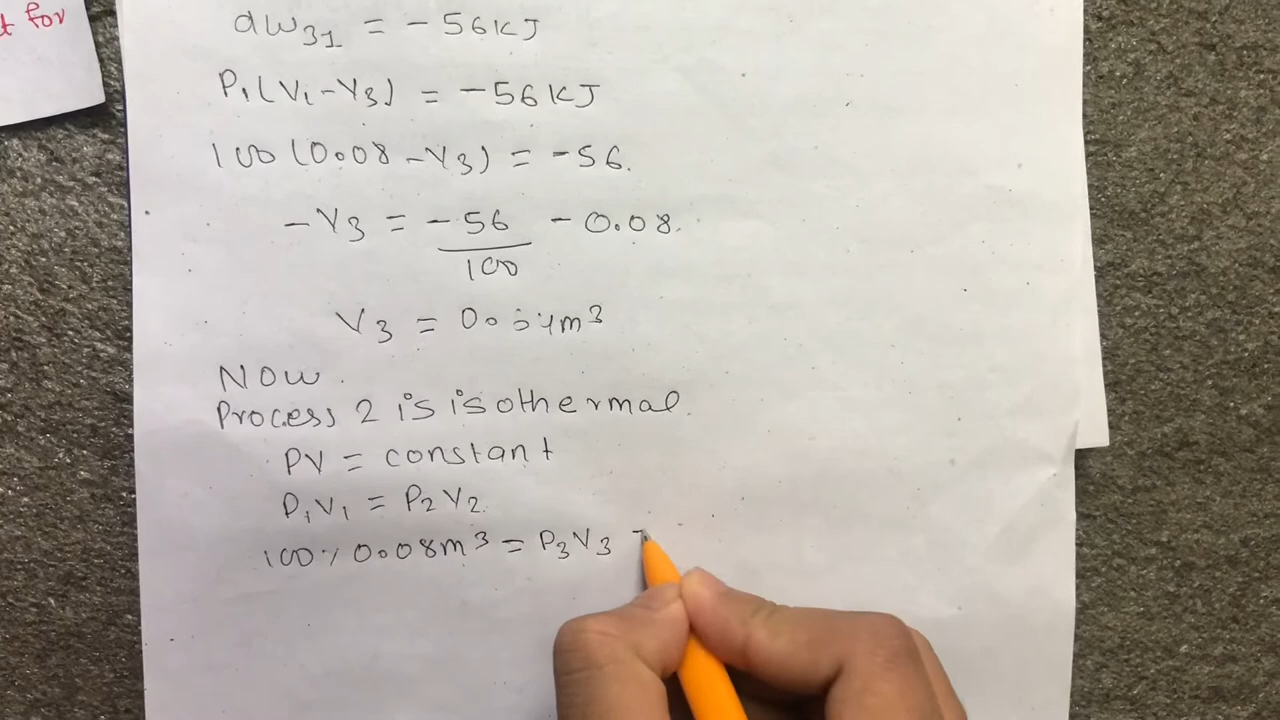 t for
dw31 = -56KJ
P1(V1-V3) = -56KJ
100(0.08-V3) = -56.
-V3 = -56 - 0.08.
100
V3 = 0.64m3
Now.
Process 2 is isothermal.
PV = constant
P1V1 = P2V2.
100% 0.08m3 = P3V3